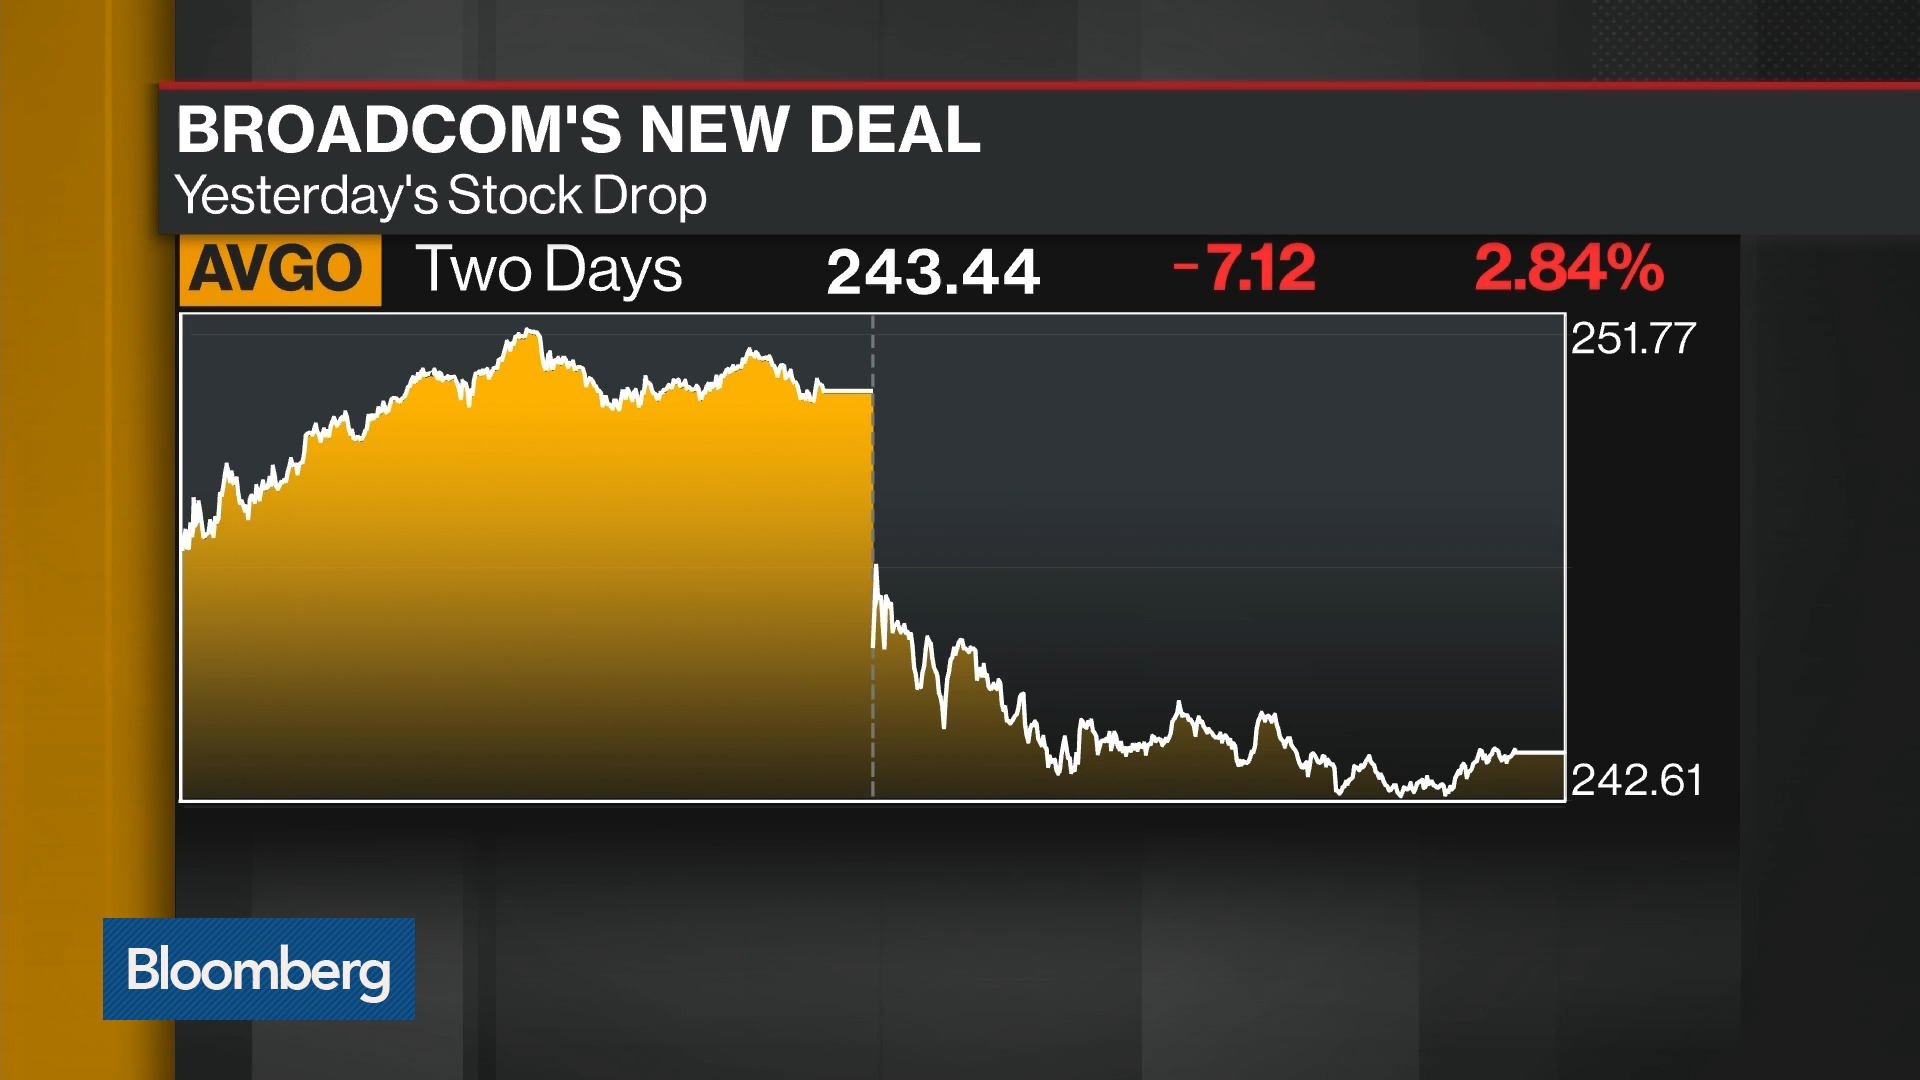 BROADCOM'S NEW DEAL
Yesterday's Stock Drop
AVGO Two Days 243.44 -7.12 2.84%
251.77
242.61
Bloomberg